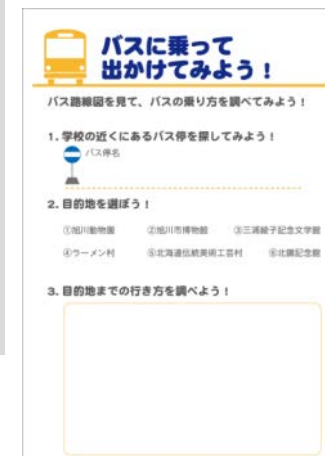 バスに乗って
出かけてみよう！
バス路線図を見て、バスの乗り方を調べてみよう！
1. 学校の近くにあるバス停を探してみよう！
バス停名
2. 目的地を選ぼう！
①旭川動物園 ②旭川市博物館 ③三浦綾子記念文学館
④ラーメン村 ⑤北海道伝統美術工芸村 ⑥北鎮記念館
3. 目的地までの行き方を調べよう！